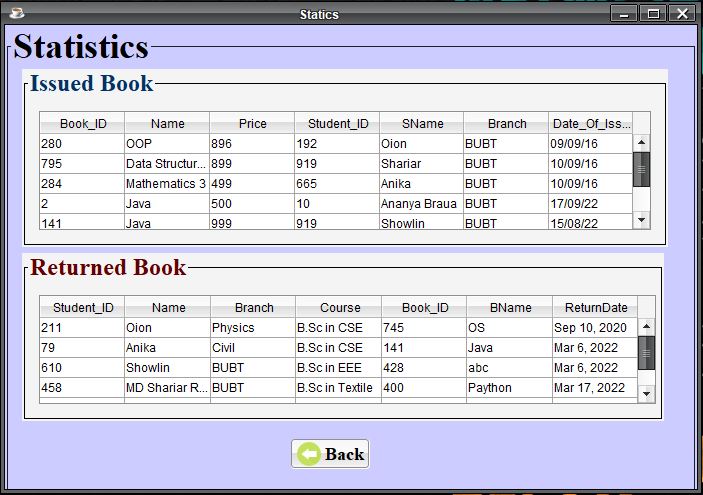 Statics
Statistics
Issued Book
Book_ID Name Price Student_ID SName Branch Date_Of_Iss...
280 OOP 896 192 Oion BUBT 09/09/16
795 Data Structur... 899 919 Shariar BUBT 10/09/16
284 Mathematics 3 499 665 Anika BUBT 10/09/16
2 Java 500 10 Ananya Braua BUBT 17/09/22
141 Java 999 919 Showlin BUBT 15/08/22
Returned Book
Student_ID Name Branch Course Book_ID BName ReturnDate
211 Oion Physics B.Sc in CSE 745 OS Sep 10, 2020
79 Anika Civil B.Sc in CSE 141 Java Mar 6, 2022
610 Showlin BUBT B.Sc in EEE 428 abc Mar 6, 2022
458 MD Shariar R... BUBT B.Sc in Textile 400 Paython Mar 17, 2022
Back